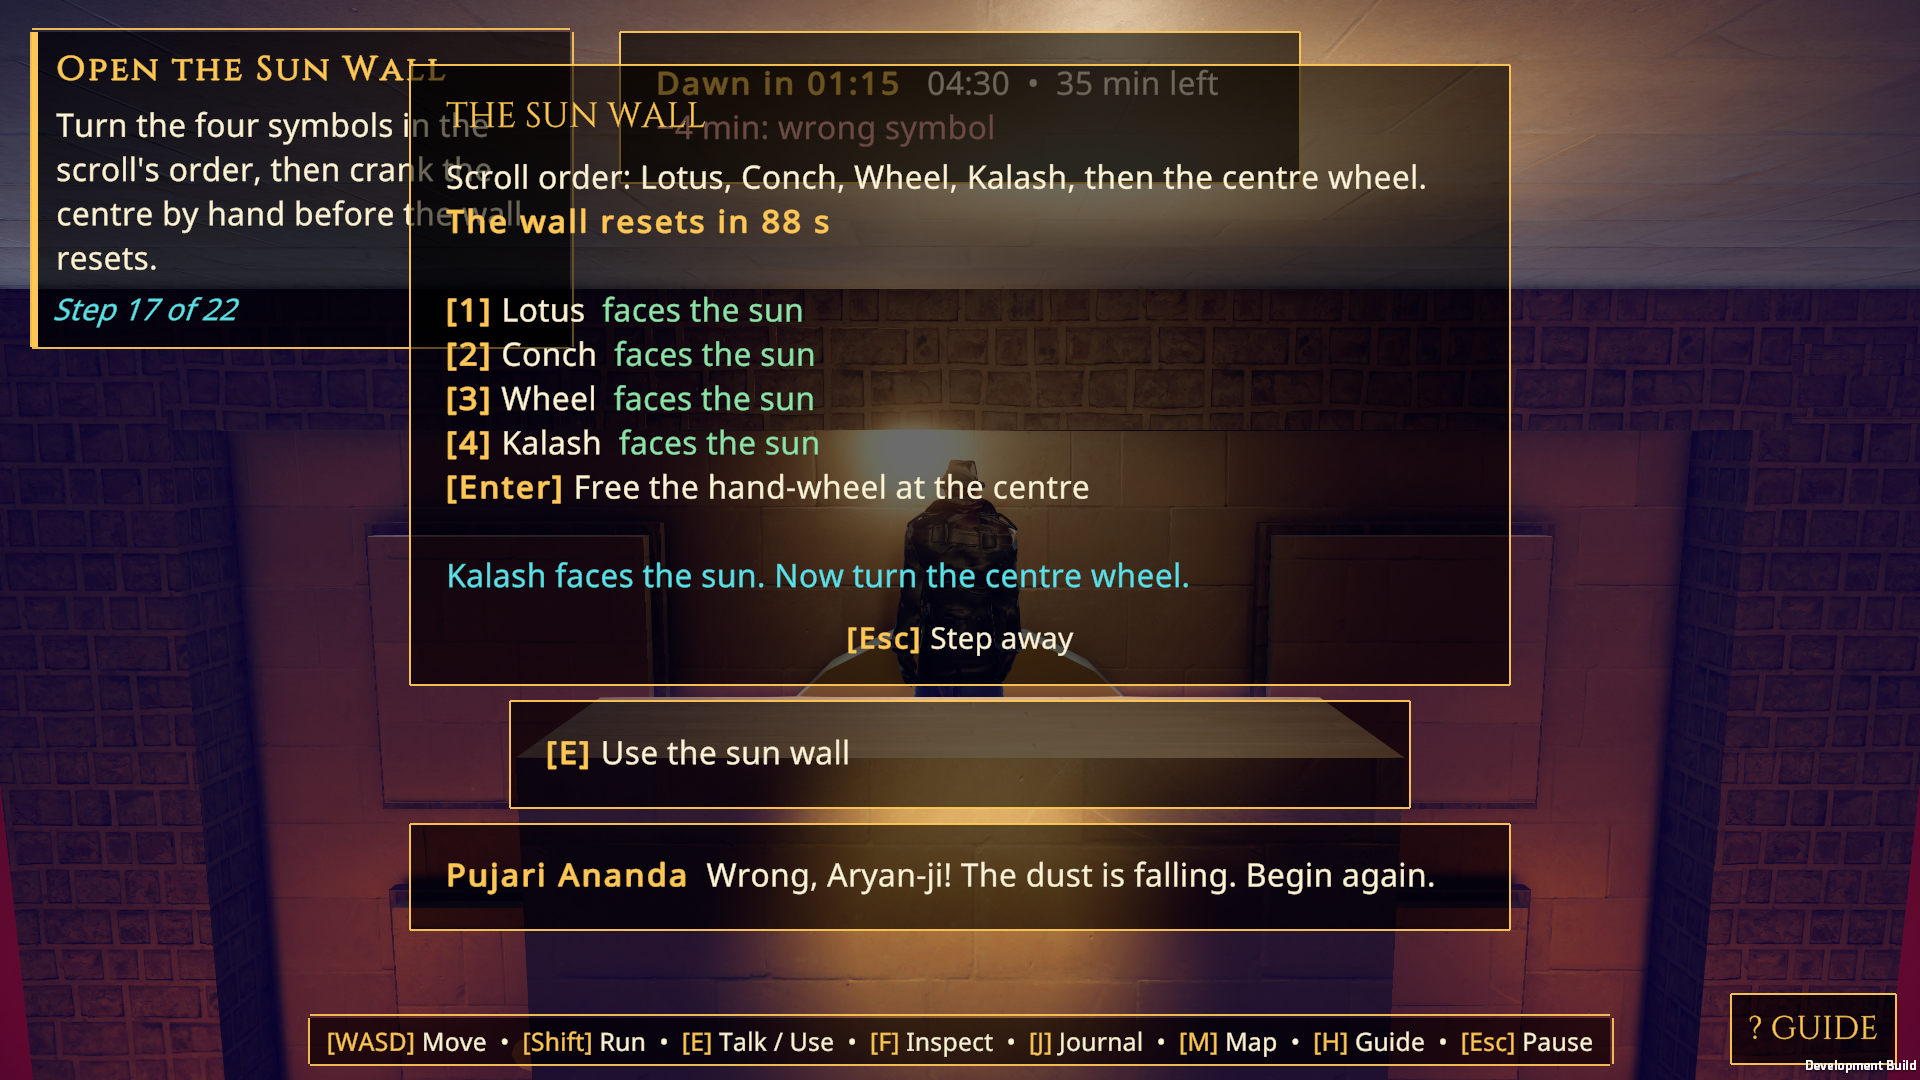 OPEN THE SUN WALL
Turn the four symbols in the
scroll's order, then crank the
centre by hand before the wall
resets.
Step 17 of 22
Dawn in 01:15 04:30 • 35 min left
-4 min: wrong symbol
THE SUN WALL
Scroll order: Lotus, Conch, Wheel, Kalash, then the centre wheel.
The wall resets in 88 s
[1] Lotus faces the sun
[2] Conch faces the sun
[3] Wheel faces the sun
[4] Kalash faces the sun
[Enter] Free the hand-wheel at the centre
Kalash faces the sun. Now turn the centre wheel.
[Esc] Step away
[E] Use the sun wall
Pujari Ananda Wrong, Aryan-ji! The dust is falling. Begin again.
[WASD] Move • [Shift] Run • [E] Talk / Use • [F] Inspect • [J] Journal • [M] Map • [H] Guide • [Esc] Pause
? GUIDE
Development Build